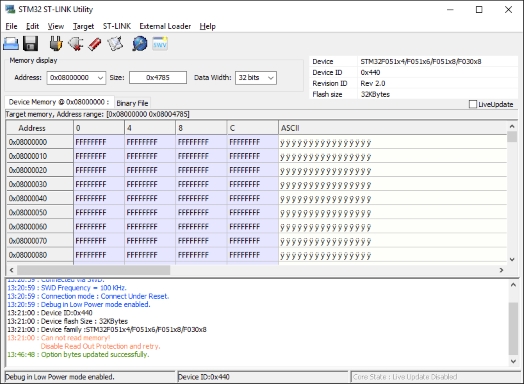 STM32 ST-LINK Utility
File Edit View Target ST-LINK External Loader Help
Memory display
Address: 0x08000000 Size: 0x4785 Data Width: 32 bits
Device STM32F051x4/F051x6/F051x8/F030x8
Device ID 0x440
Revision ID Rev 2.0
Flash size 32KBytes
LiveUpdate
Device Memory @ 0x08000000 : Binary File
Target memory, Address range: [0x08000000 0x08004785]
Address 0 4 8 C ASCII
0x08000000 FFFFFFFF FFFFFFFF FFFFFFFF FFFFFFFF ÿÿÿÿÿÿÿÿÿÿÿÿÿÿÿÿ
0x08000010 FFFFFFFF FFFFFFFF FFFFFFFF FFFFFFFF ÿÿÿÿÿÿÿÿÿÿÿÿÿÿÿÿ
0x08000020 FFFFFFFF FFFFFFFF FFFFFFFF FFFFFFFF ÿÿÿÿÿÿÿÿÿÿÿÿÿÿÿÿ
0x08000030 FFFFFFFF FFFFFFFF FFFFFFFF FFFFFFFF ÿÿÿÿÿÿÿÿÿÿÿÿÿÿÿÿ
0x08000040 FFFFFFFF FFFFFFFF FFFFFFFF FFFFFFFF ÿÿÿÿÿÿÿÿÿÿÿÿÿÿÿÿ
0x08000050 FFFFFFFF FFFFFFFF FFFFFFFF FFFFFFFF ÿÿÿÿÿÿÿÿÿÿÿÿÿÿÿÿ
0x08000060 FFFFFFFF FFFFFFFF FFFFFFFF FFFFFFFF ÿÿÿÿÿÿÿÿÿÿÿÿÿÿÿÿ
0x08000070 FFFFFFFF FFFFFFFF FFFFFFFF FFFFFFFF ÿÿÿÿÿÿÿÿÿÿÿÿÿÿÿÿ
0x08000080 FFFFFFFF FFFFFFFF FFFFFFFF FFFFFFFF ÿÿÿÿÿÿÿÿÿÿÿÿÿÿÿÿ
13:20:59 : Connected via SWD.
13:20:59 : SWD Frequency = 100 KHz.
13:20:59 : Connection mode : Connect Under Reset.
13:20:59 : Debug in Low Power mode enabled.
13:21:00 : Device ID:0x440
13:21:00 : Device flash Size : 32KBytes
13:21:00 : Device family :STM32F051x4/F051x6/F051x8/F030x8
13:21:00 : Can not read memory!
Disable Read Out Protection and retry.
13:46:48 : Option bytes updated successfully.
Debug in Low Power mode enabled. Device ID:0x440 Core State : Live Update Disabled